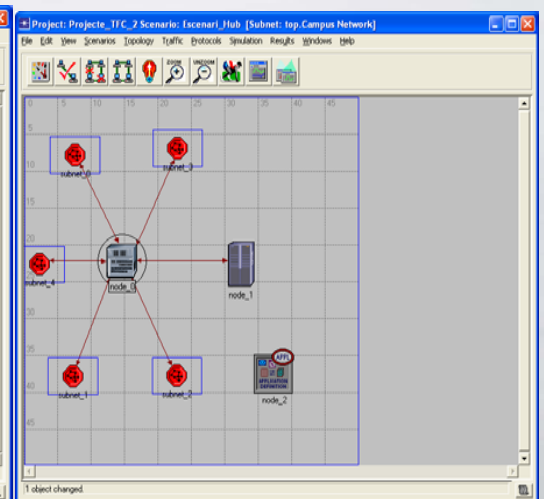 Project: Projecte_TFC_2 Scenario: Escenari_Hub [Subnet: top.Campus Network]
File Edit View Scenarios Topology Traffic Protocols Simulation Results Windows Help
ZOOM UNZOOM
0 5 10 15 20 25 30 35 40 45
5
10
15
20
25
30
35
40
45
subnet_0
subnet_3
subnet_4
node_0
node_1
subnet_1
subnet_2
APPL
APPLICATION
DEFINITION
node_2
1 object changed.